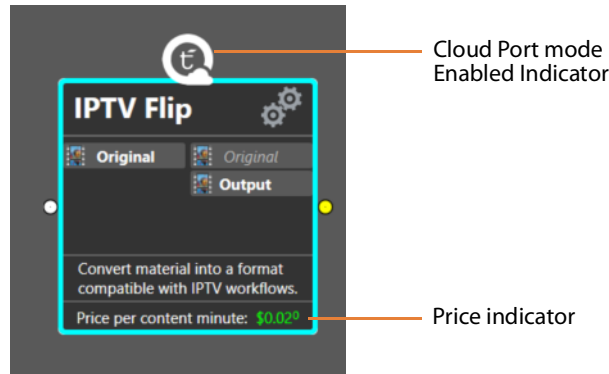 Cloud Port mode
Enabled Indicator
IPTV Flip
Original Original
Output
Convert material into a format
compatible with IPTV workflows.
Price per content minute: $0.02⁰
Price indicator